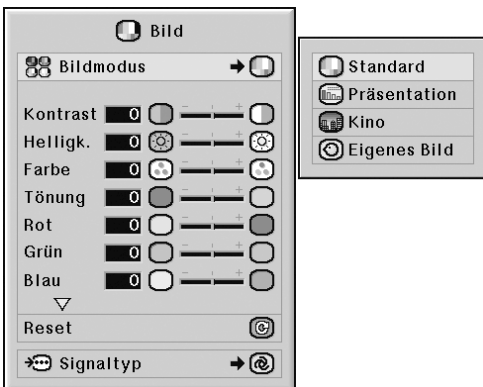 Bild
Bildmodus
Kontrast 0
Helligk. 0
Farbe 0
Tönung 0
Rot 0
Grün 0
Blau 0
Reset
Signaltyp
Standard
Präsentation
Kino
Eigenes Bild